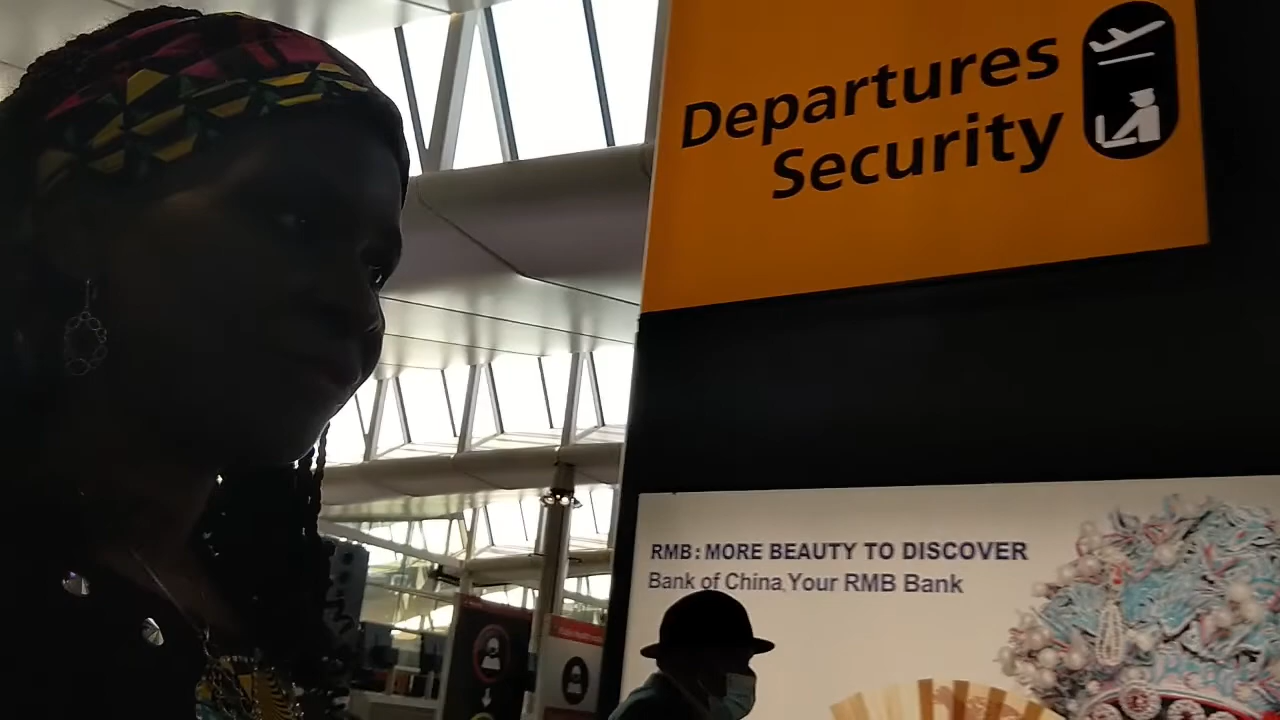 Departures
Security
RMB: MORE BEAUTY TO DISCOVER
Bank of China, Your RMB Bank